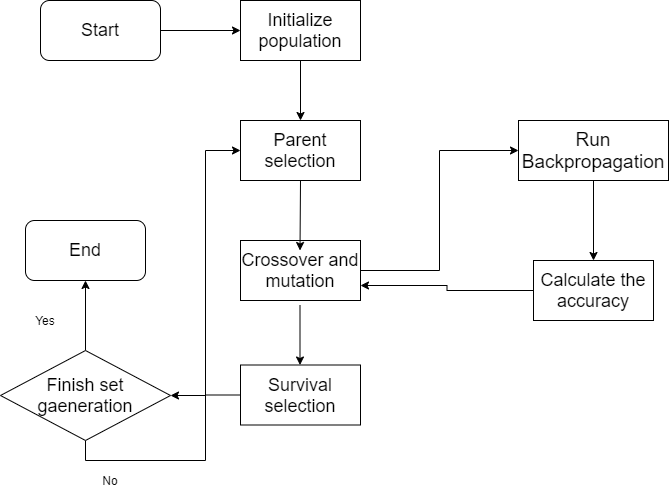 Start
Initialize
population
Parent
selection
Run
Backpropagation
End
Crossover and
mutation
Calculate the
accuracy
Yes
Finish set
gaeneration
Survival
selection
No